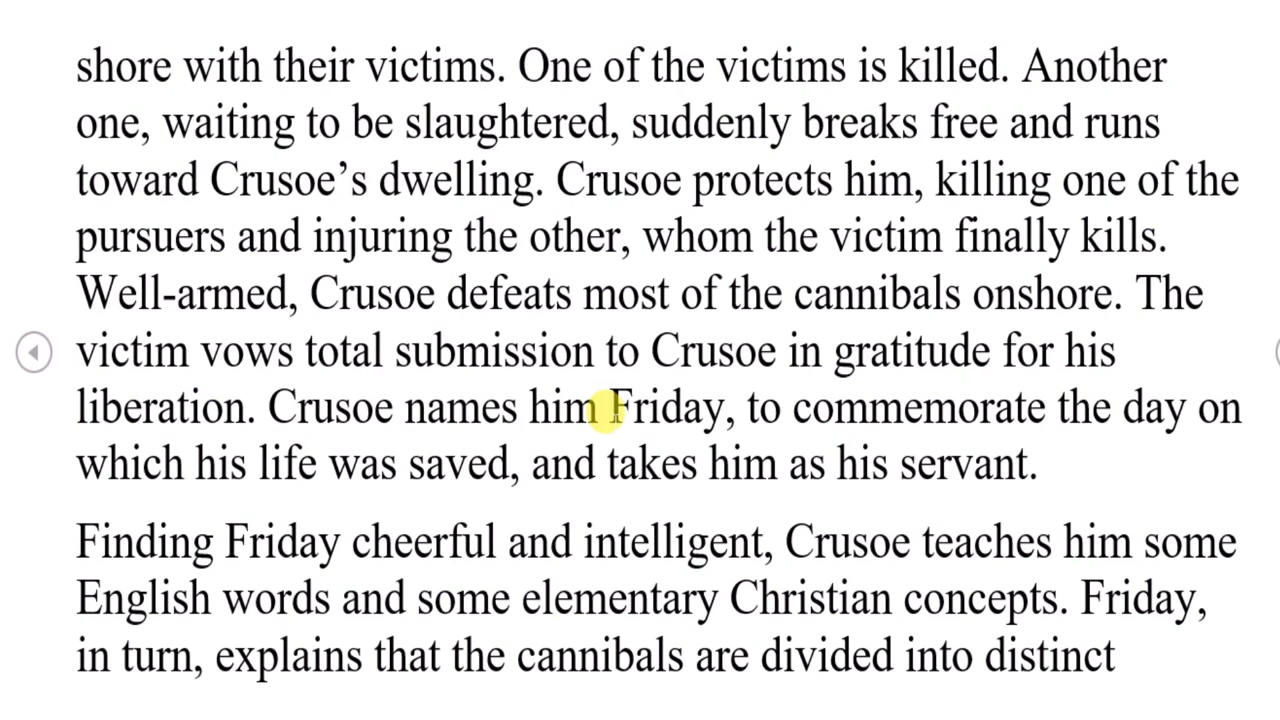 shore with their victims. One of the victims is killed. Another
one, waiting to be slaughtered, suddenly breaks free and runs
toward Crusoe’s dwelling. Crusoe protects him, killing one of the
pursuers and injuring the other, whom the victim finally kills.
Well-armed, Crusoe defeats most of the cannibals onshore. The
victim vows total submission to Crusoe in gratitude for his
liberation. Crusoe names him Friday, to commemorate the day on
which his life was saved, and takes him as his servant.
Finding Friday cheerful and intelligent, Crusoe teaches him some
English words and some elementary Christian concepts. Friday,
in turn, explains that the cannibals are divided into distinct